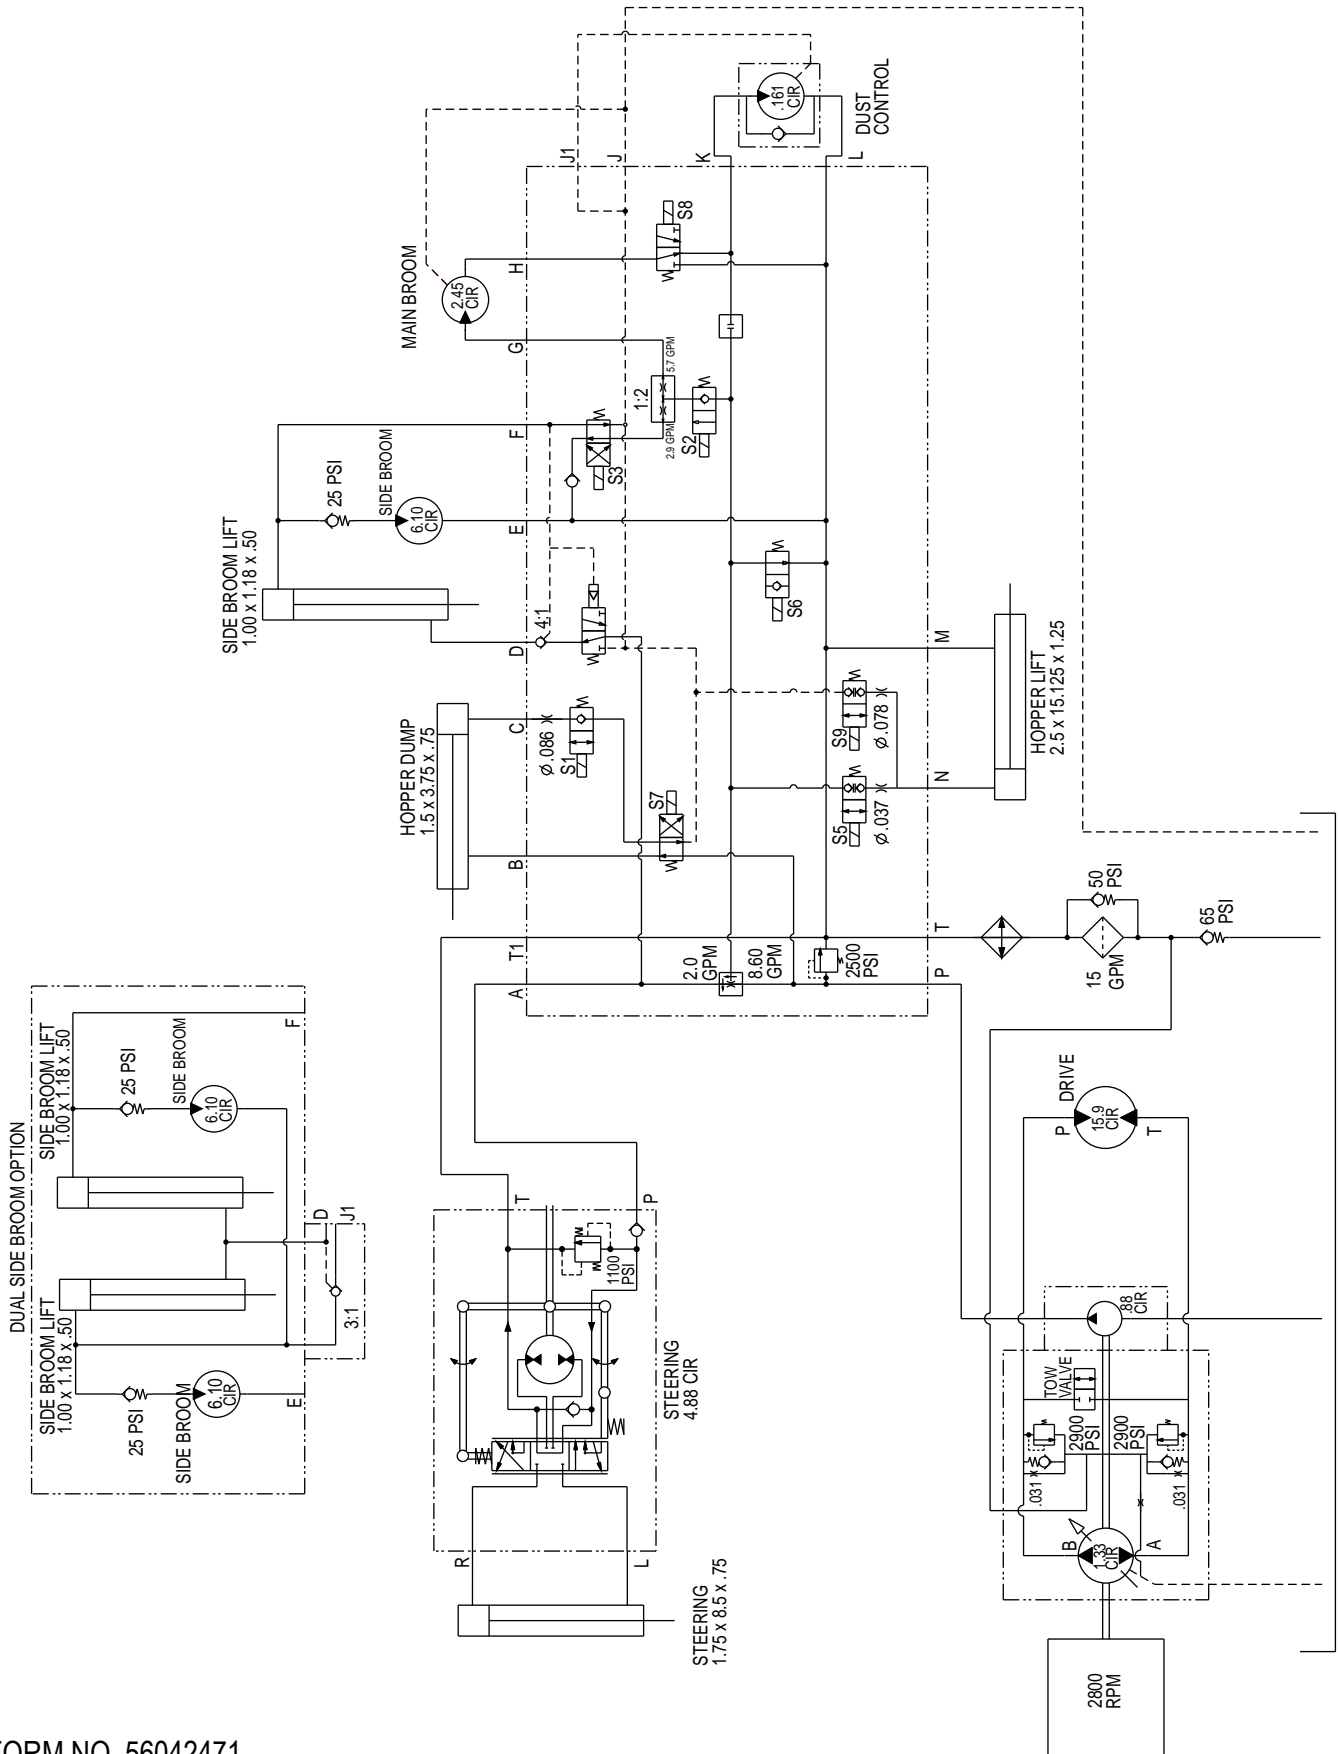 DUAL SIDE BROOM OPTION
SIDE BROOM LIFT
1.00 x 1.18 x .50
25 PSI
SIDE BROOM
6.10
CIR
F
SIDE BROOM LIFT
1.00 x 1.18 x .50
25 PSI
SIDE BROOM
6.10
CIR
E
D
J1
3:1
SIDE BROOM LIFT
1.00 x 1.18 x .50
25 PSI
SIDE BROOM
6.10
CIR
MAIN BROOM
2.45
CIR
HOPPER DUMP
1.5 x 3.75 x .75
DUST
CONTROL
.161
CIR
A
T1
B
C
D
E
F
G
H
J
J1
K
L
M
N
T
P
4:1
Ø.086
S1
S7
S3
1:2
2.9 GPM
5.7 GPM
S2
S8
S6
S9
Ø.078
S5
Ø.037
2.0
GPM
8.60
GPM
2500
PSI
HOPPER LIFT
2.5 x 15.125 x 1.25
50
PSI
15
GPM
65
PSI
STEERING
4.88 CIR
1100
PSI
T
P
R
L
STEERING
1.75 x 8.5 x .75
DRIVE
15.9
CIR
P
T
.88
CIR
TOW
VALVE
2900
PSI
2900
PSI
.031
.031
B
A
1.33
CIR
2800
RPM
FORM NO. 56042471